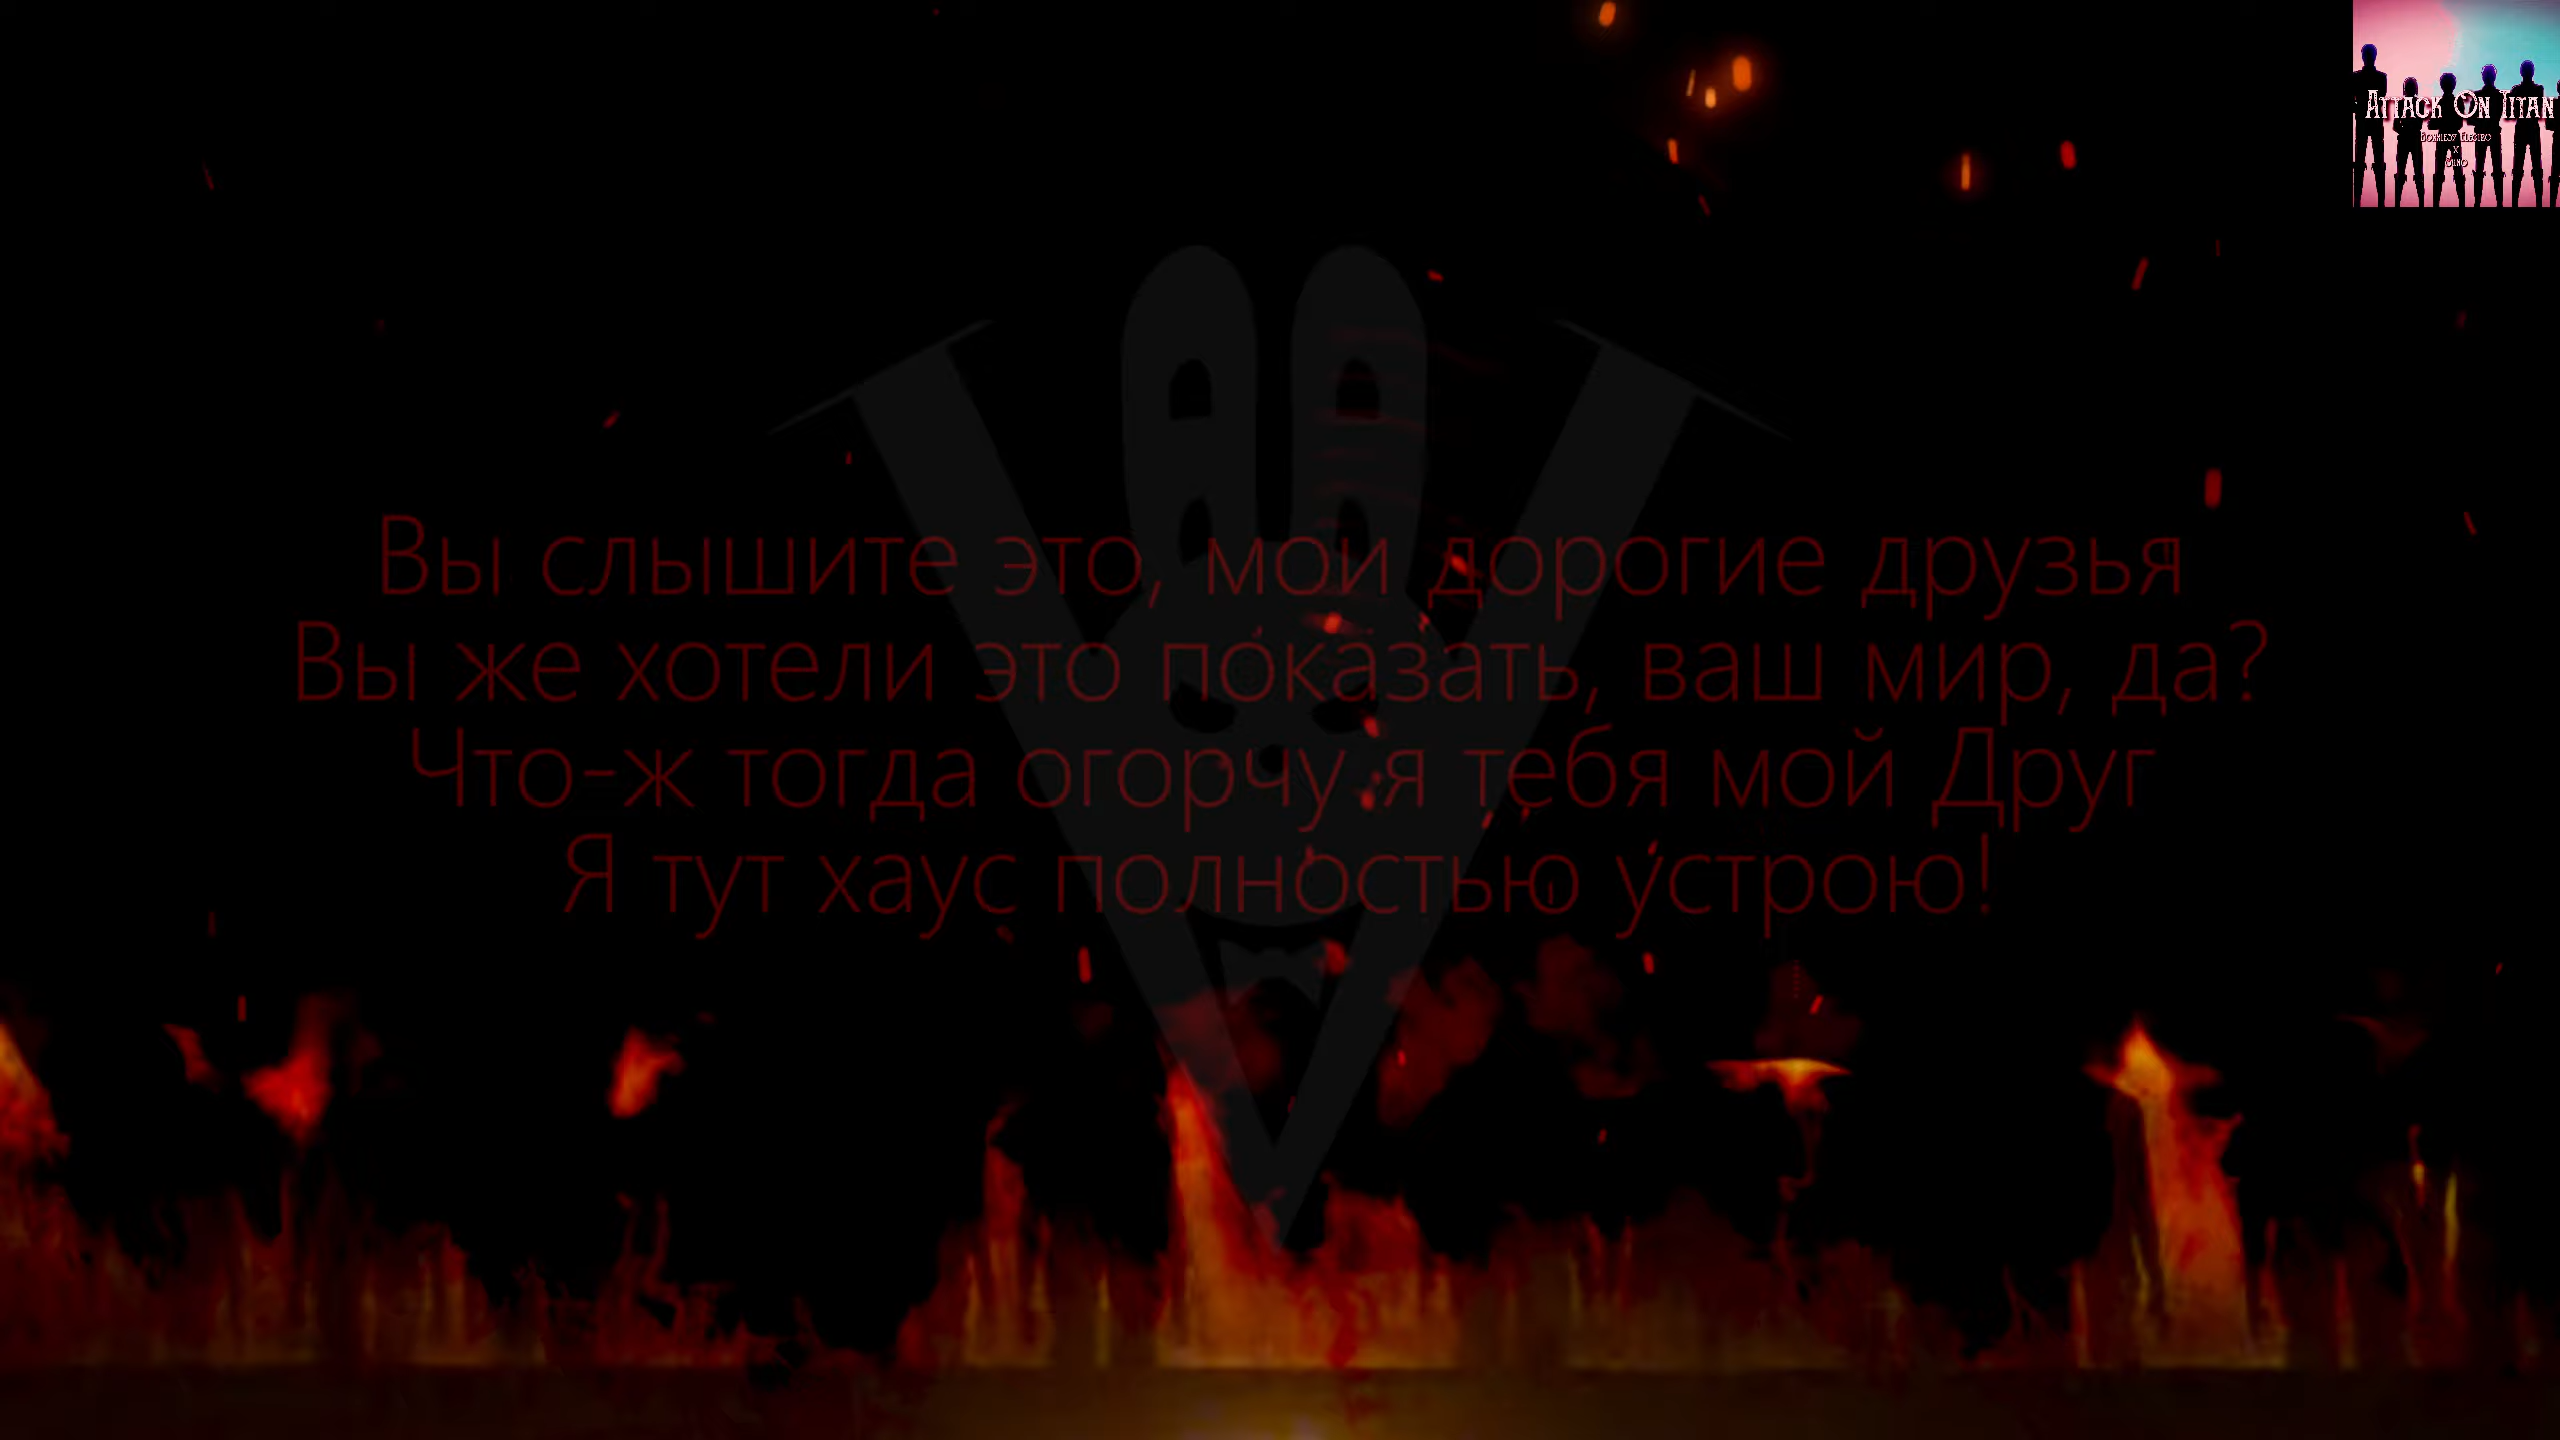 Attack On Titan
x
Вы слышите это, мои дорогие друзья
Вы же хотели это показать, ваш мир, да?
Что-ж тогда огорчу я тебя мой Друг
Я тут хаус полностью устрою!